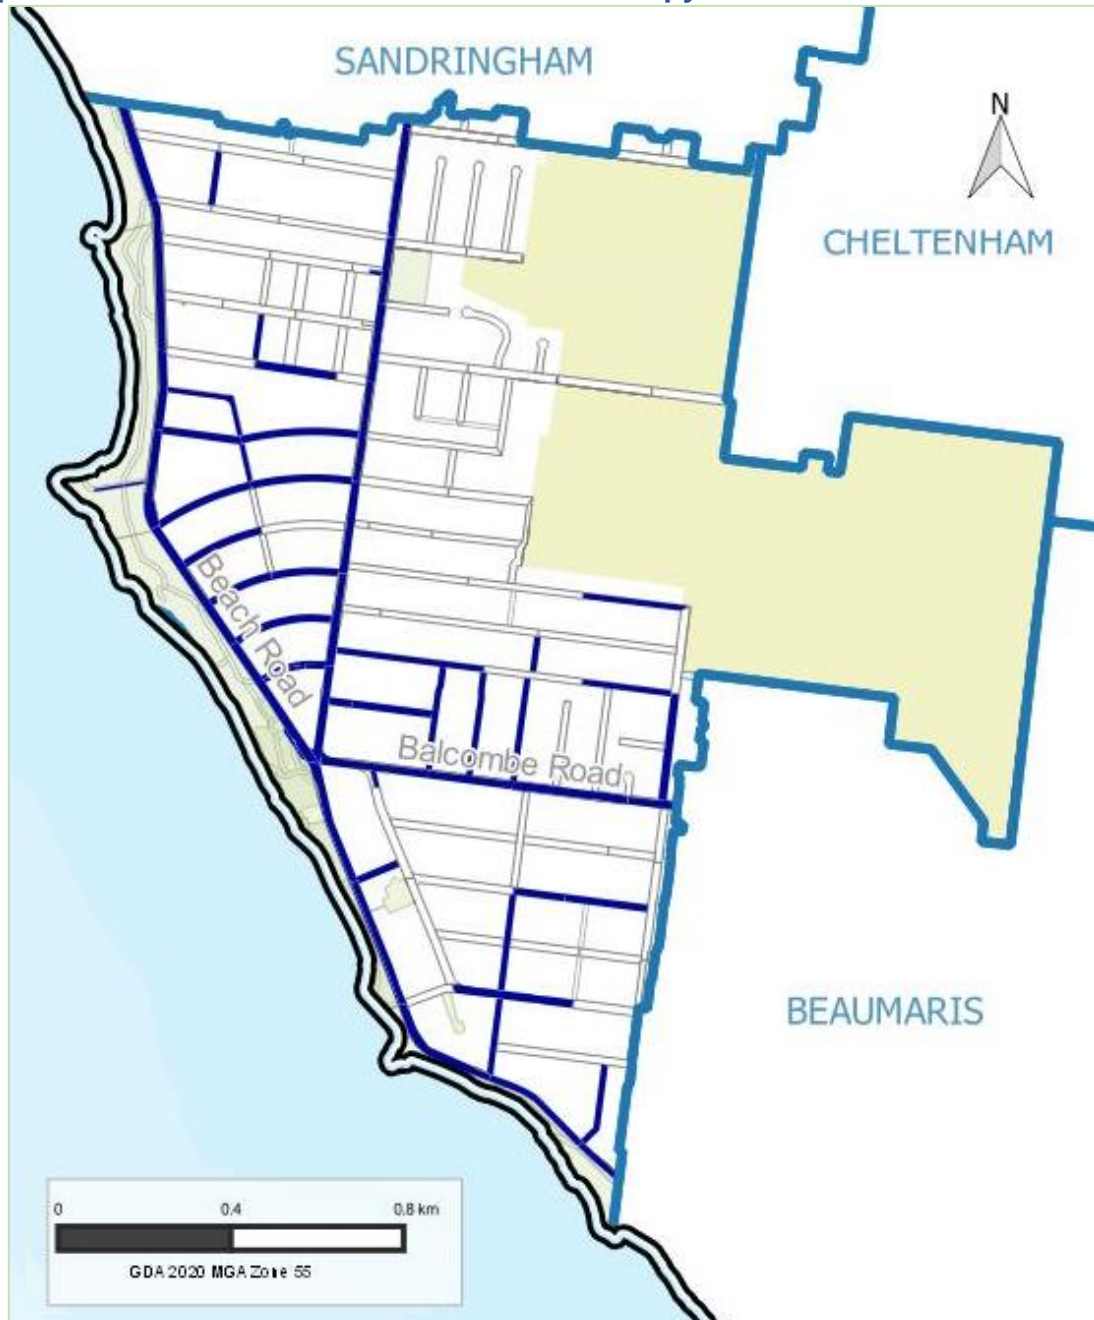 SANDRINGHAM
N
CHELTENHAM
Beach Road
Balcombe Road
BEAUMARIS
0 0.4 0.8 km
GDA 2020 MGA Zone 55